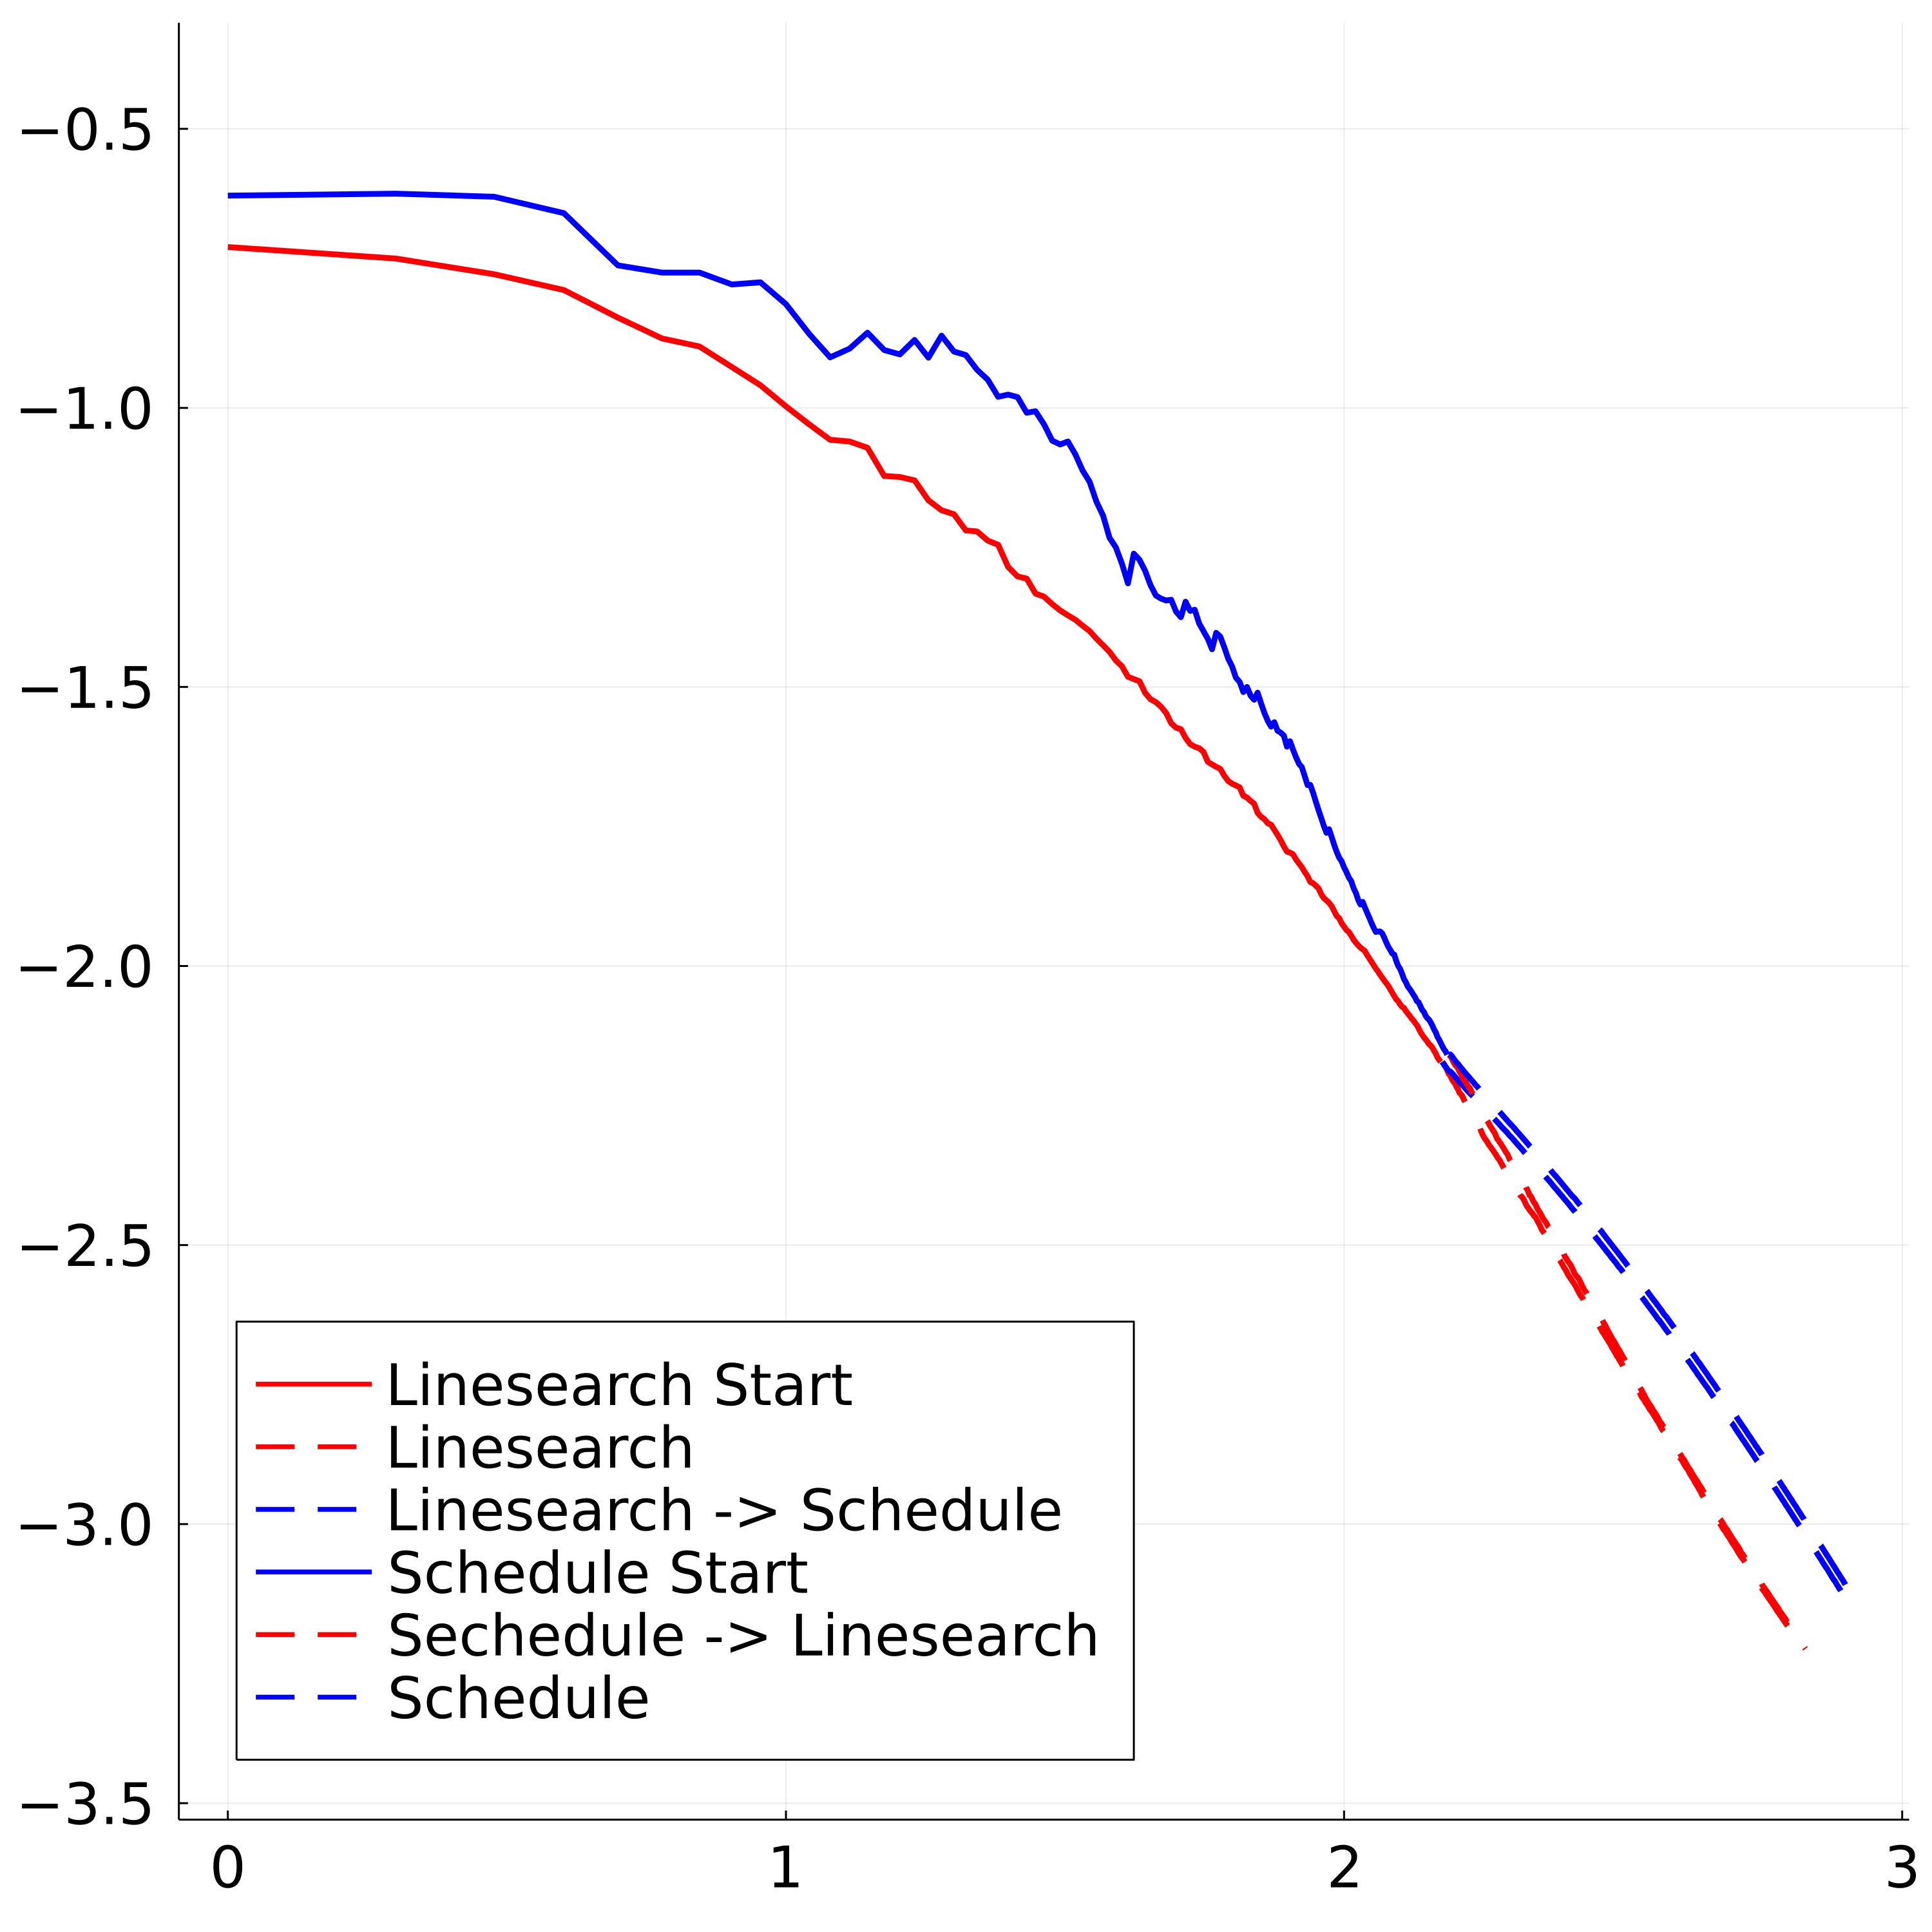 −0.5
−1.0
−1.5
−2.0
−2.5
−3.0
−3.5
Linesearch Start
Linesearch
Linesearch -> Schedule
Schedule Start
Sechedule -> Linesearch
Schedule
0 1 2 3